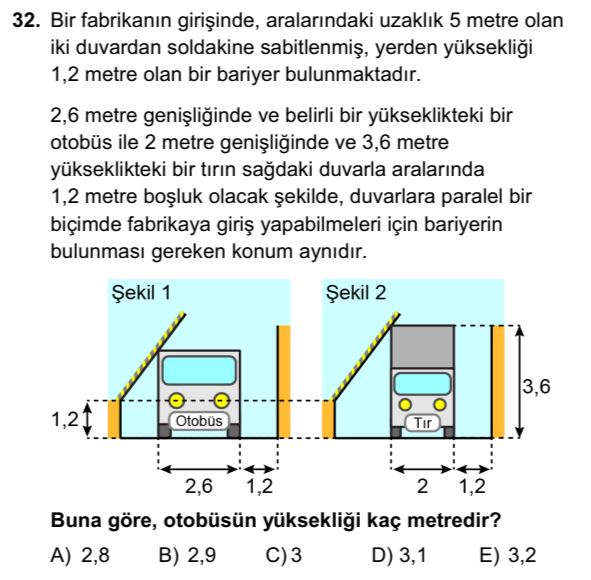 32. Bir fabrikanın girişinde, aralarındaki uzaklık 5 metre olan
iki duvardan soldakine sabitlenmiş, yerden yüksekliği
1,2 metre olan bir bariyer bulunmaktadır.
2,6 metre genişliğinde ve belirli bir yükseklikteki bir
otobüs ile 2 metre genişliğinde ve 3,6 metre
yükseklikteki bir tırın sağdaki duvarla aralarında
1,2 metre boşluk olacak şekilde, duvarlara paralel bir
biçimde fabrikaya giriş yapabilmeleri için bariyerin
bulunması gereken konum aynıdır.
Şekil 1 Şekil 2
3,6
1,2 Otobüs Tır
2,6 1,2 2 1,2
Buna göre, otobüsün yüksekliği kaç metredir?
A) 2,8 B) 2,9 C) 3 D) 3,1 E) 3,2